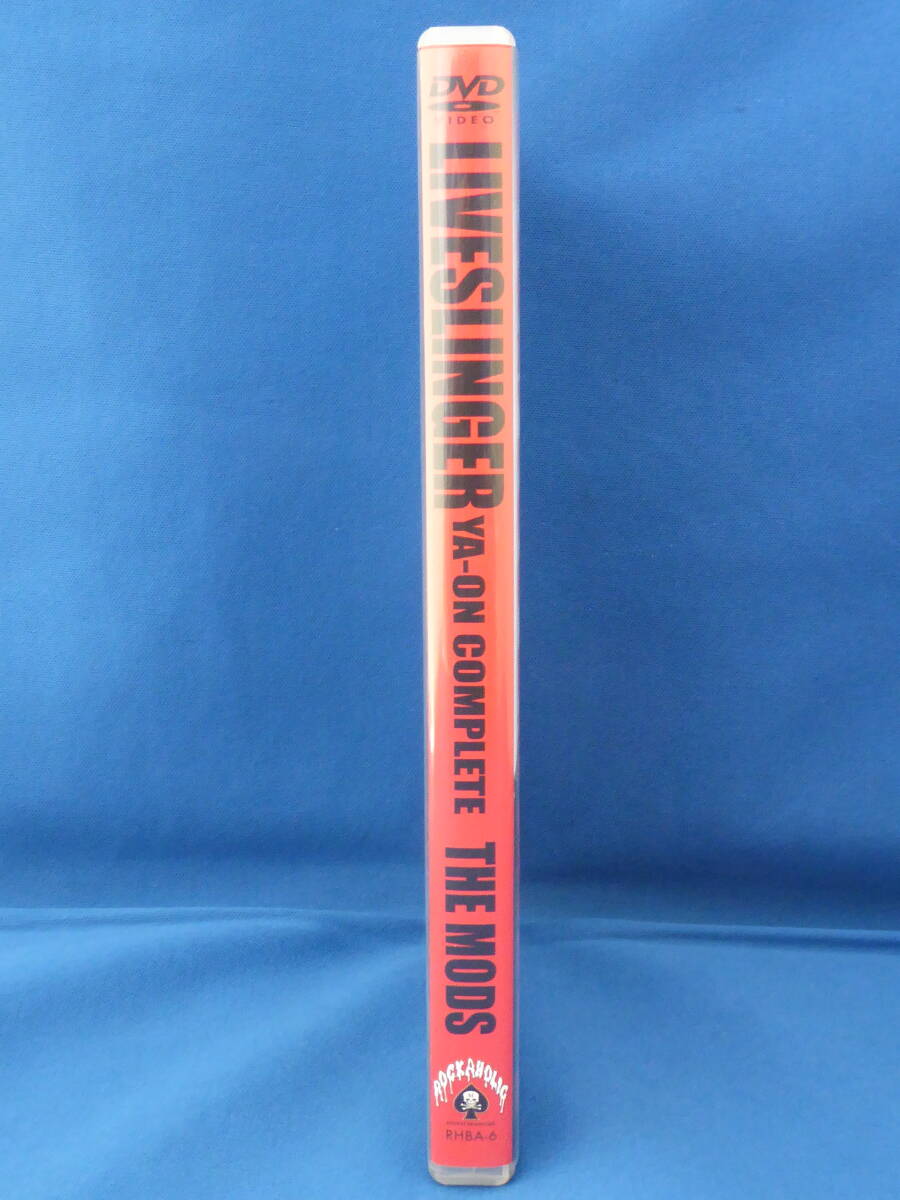 DVD
VIDEO
LIVESLINGER YA-ON COMPLETE THE MODS
ROCKAHOLIC
RHBA-6